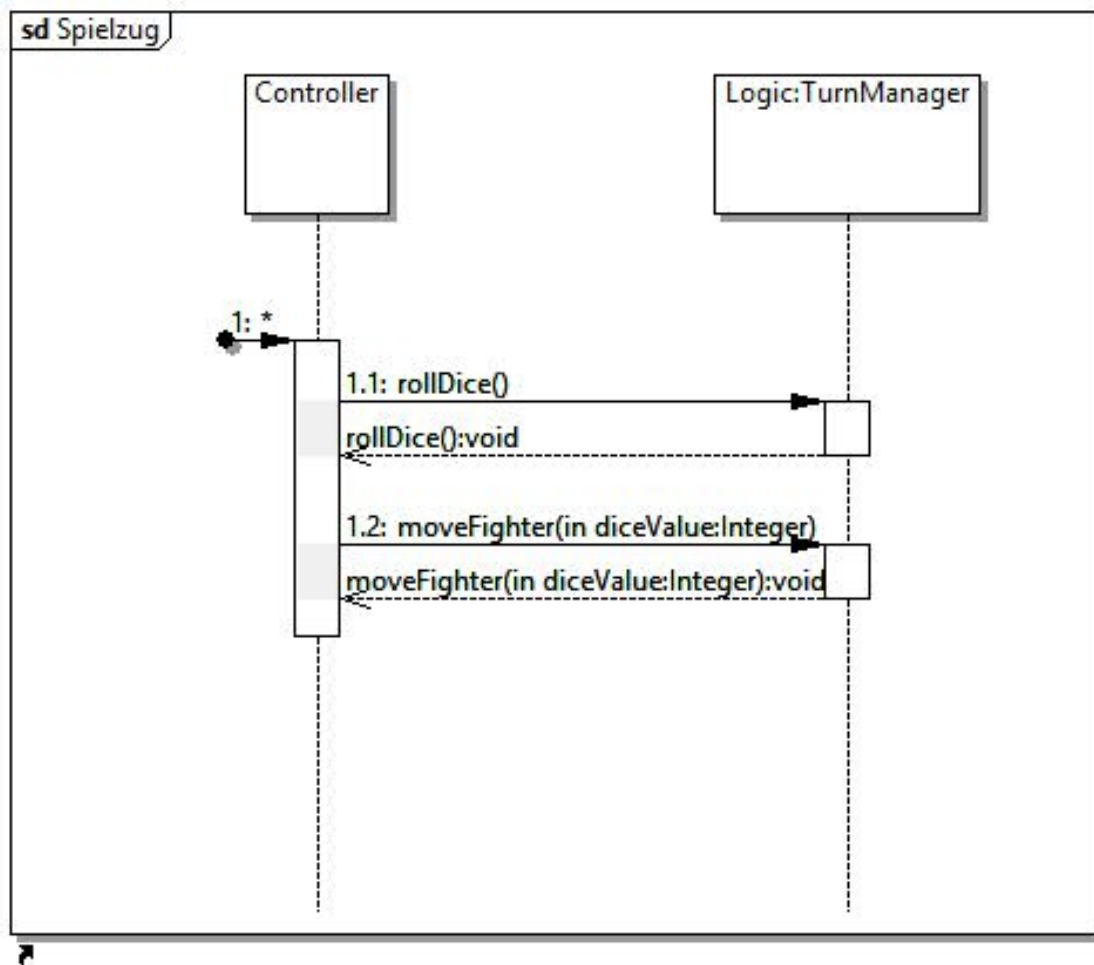 sd Spielzug
Controller
Logic:TurnManager
1: *
1.1: rollDice()
rollDice():void
1.2: moveFighter(in diceValue:Integer)
moveFighter(in diceValue:Integer):void